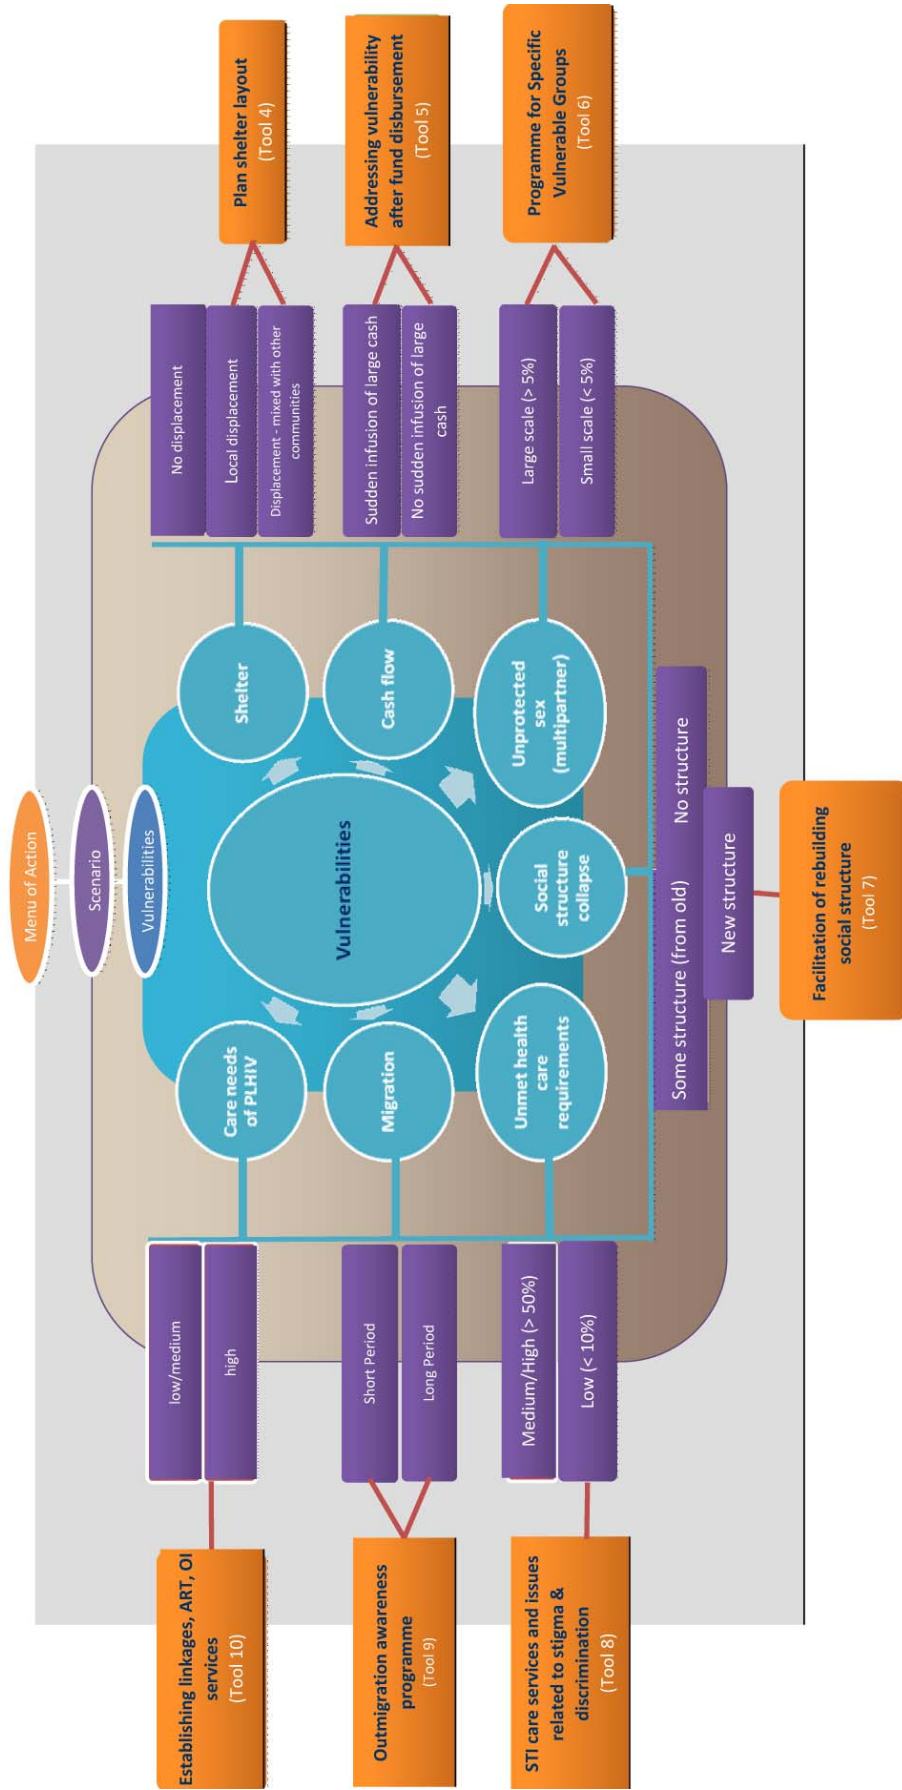 Menu of Action
Scenario
Vulnerabilities
Establishing linkages, ART, OI
services
(Tool 10)
low/medium
high
Care needs
of PLHIV
Shelter
No displacement
Local displacement
Displacement - mixed with other
communities
Plan shelter layout
(Tool 4)
Vulnerabilities
Outmigration awareness
programme
(Tool 9)
Short Period
Long Period
Migration
Cash flow
Sudden infusion of large cash
No sudden infusion of large
cash
Addressing vulnerability
after fund disbursement
(Tool 5)
STI care services and issues
related to stigma &
discrimination
(Tool 8)
Medium/High (> 50%)
Low (< 10%)
Unmet health
care
requirements
Social
structure
collapse
Unprotected
sex
(multipartner)
Large scale (> 5%)
Small scale (< 5%)
Programme for Specific
Vulnerable Groups
(Tool 6)
Some structure (from old)
No structure
New structure
Facilitation of rebuilding
social structure
(Tool 7)